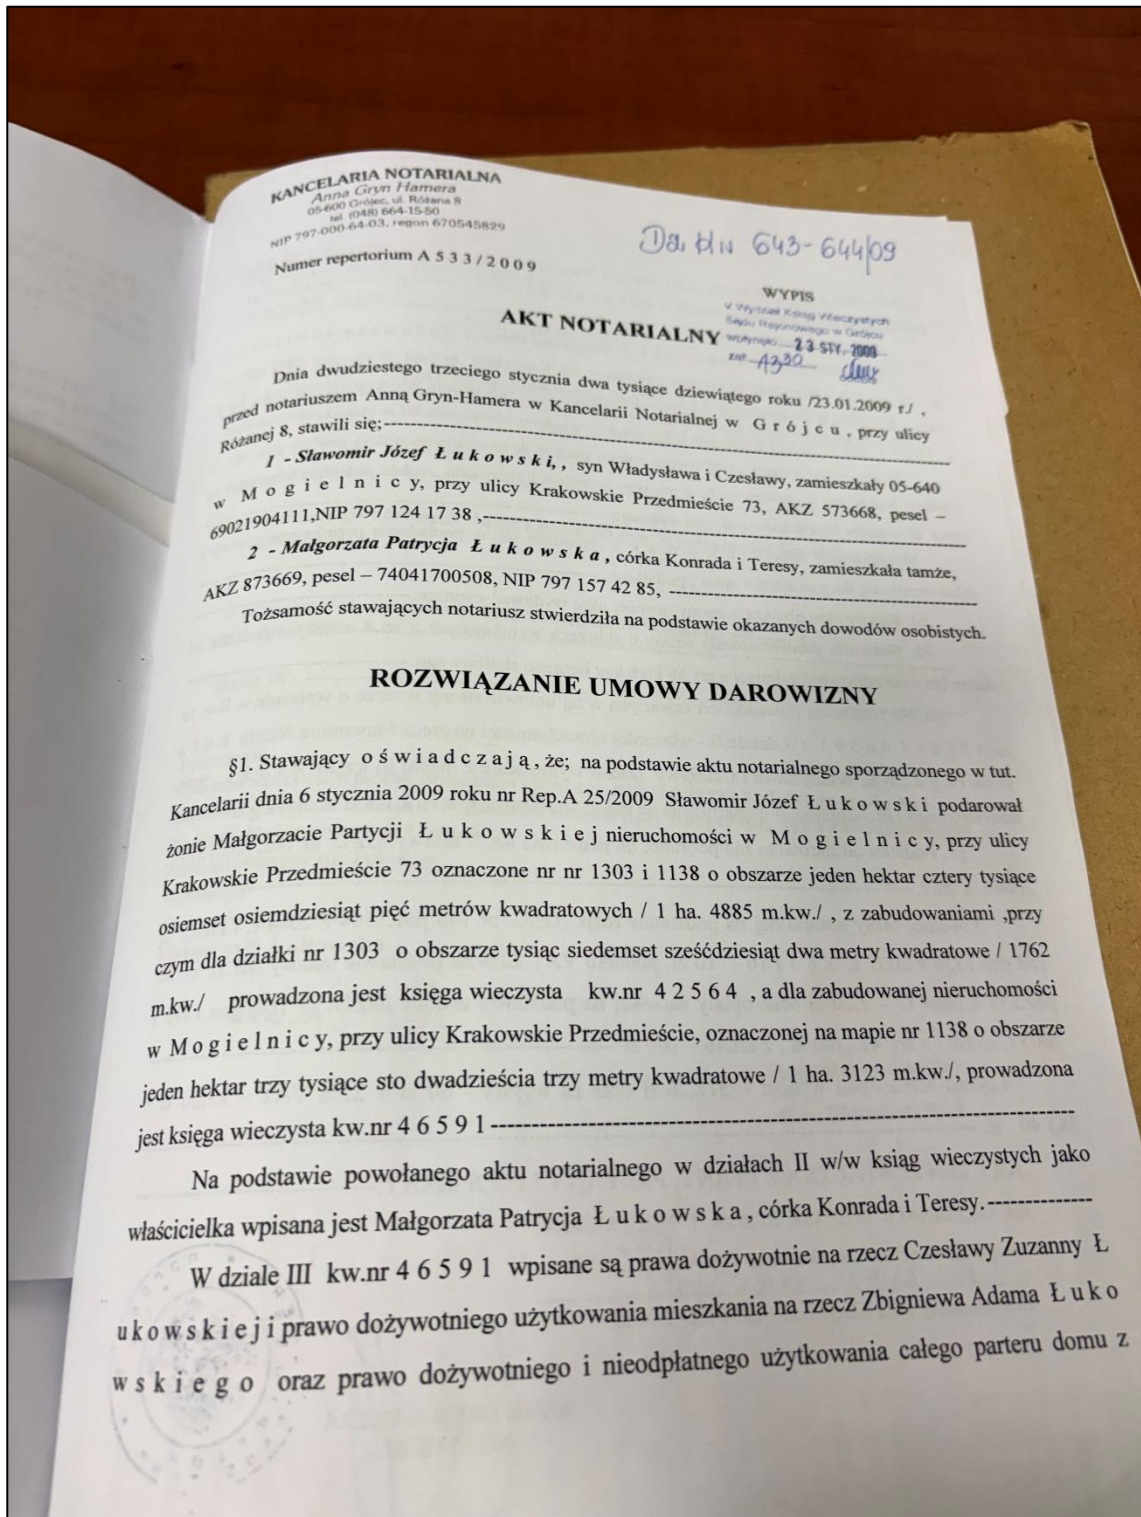 KANCELARIA NOTARIALNA
Anna Gryn Hamera
05-600 Grójec, ul. Różana 8
tel. (048) 664-15-50
NIP 797-000-64-03, regon 670545829
Numer repertorium A 5 3 3 / 2 0 0 9
643-644/09
WYPIS
V Wydział Ksiąg Wieczystych
Sądu Rejonowego w Grójcu
wpłynęło 23 STY. 2009
AKT NOTARIALNY
Dnia dwudziestego trzeciego stycznia dwa tysiące dziewiątego roku /23.01.2009 r./ ,
przed notariuszem Anną Gryn-Hamera w Kancelarii Notarialnej w G r ó j c u , przy ulicy
Różanej 8, stawili się;
1 - Sławomir Józef Ł u k o w s k i, , syn Władysława i Czesławy, zamieszkały 05-640
w M o g i e l n i c y, przy ulicy Krakowskie Przedmieście 73, AKZ 573668, pesel –
69021904111,NIP 797 124 17 38 ,
2 - Małgorzata Patrycja Ł u k o w s k a , córka Konrada i Teresy, zamieszkała tamże,
AKZ 873669, pesel – 74041700508, NIP 797 157 42 85,
Tożsamość stawających notariusz stwierdziła na podstawie okazanych dowodów osobistych.
ROZWIĄZANIE UMOWY DAROWIZNY
§1. Stawający o ś w i a d c z a j ą , że; na podstawie aktu notarialnego sporządzonego w tut.
Kancelarii dnia 6 stycznia 2009 roku nr Rep.A 25/2009 Sławomir Józef Ł u k o w s k i podarował
żonie Małgorzacie Partycji Ł u k o w s k i e j nieruchomości w M o g i e l n i c y, przy ulicy
Krakowskie Przedmieście 73 oznaczone nr nr 1303 i 1138 o obszarze jeden hektar cztery tysiące
osiemset osiemdziesiąt pięć metrów kwadratowych / 1 ha. 4885 m.kw./ , z zabudowaniami ,przy
czym dla działki nr 1303 o obszarze tysiąc siedemset sześćdziesiąt dwa metry kwadratowe / 1762
m.kw./ prowadzona jest księga wieczysta kw.nr 4 2 5 6 4 , a dla zabudowanej nieruchomości
w M o g i e l n i c y, przy ulicy Krakowskie Przedmieście, oznaczonej na mapie nr 1138 o obszarze
jeden hektar trzy tysiące sto dwadzieścia trzy metry kwadratowe / 1 ha. 3123 m.kw./, prowadzona
jest księga wieczysta kw.nr 4 6 5 9 1
Na podstawie powołanego aktu notarialnego w działach II w/w ksiąg wieczystych jako
właścicielka wpisana jest Małgorzata Patrycja Ł u k o w s k a , córka Konrada i Teresy.
W dziale III kw.nr 4 6 5 9 1 wpisane są prawa dożywotnie na rzecz Czesławy Zuzanny Ł
u k o w s k i e j i prawo dożywotniego użytkowania mieszkania na rzecz Zbigniewa Adama Ł u k o
w s k i e g o oraz prawo dożywotniego i nieodpłatnego użytkowania całego parteru domu z